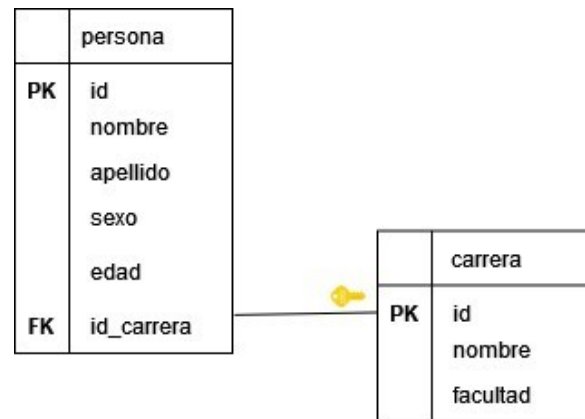 persona
PK id
nombre
apellido
sexo
edad
FK id_carrera
carrera
PK id
nombre
facultad